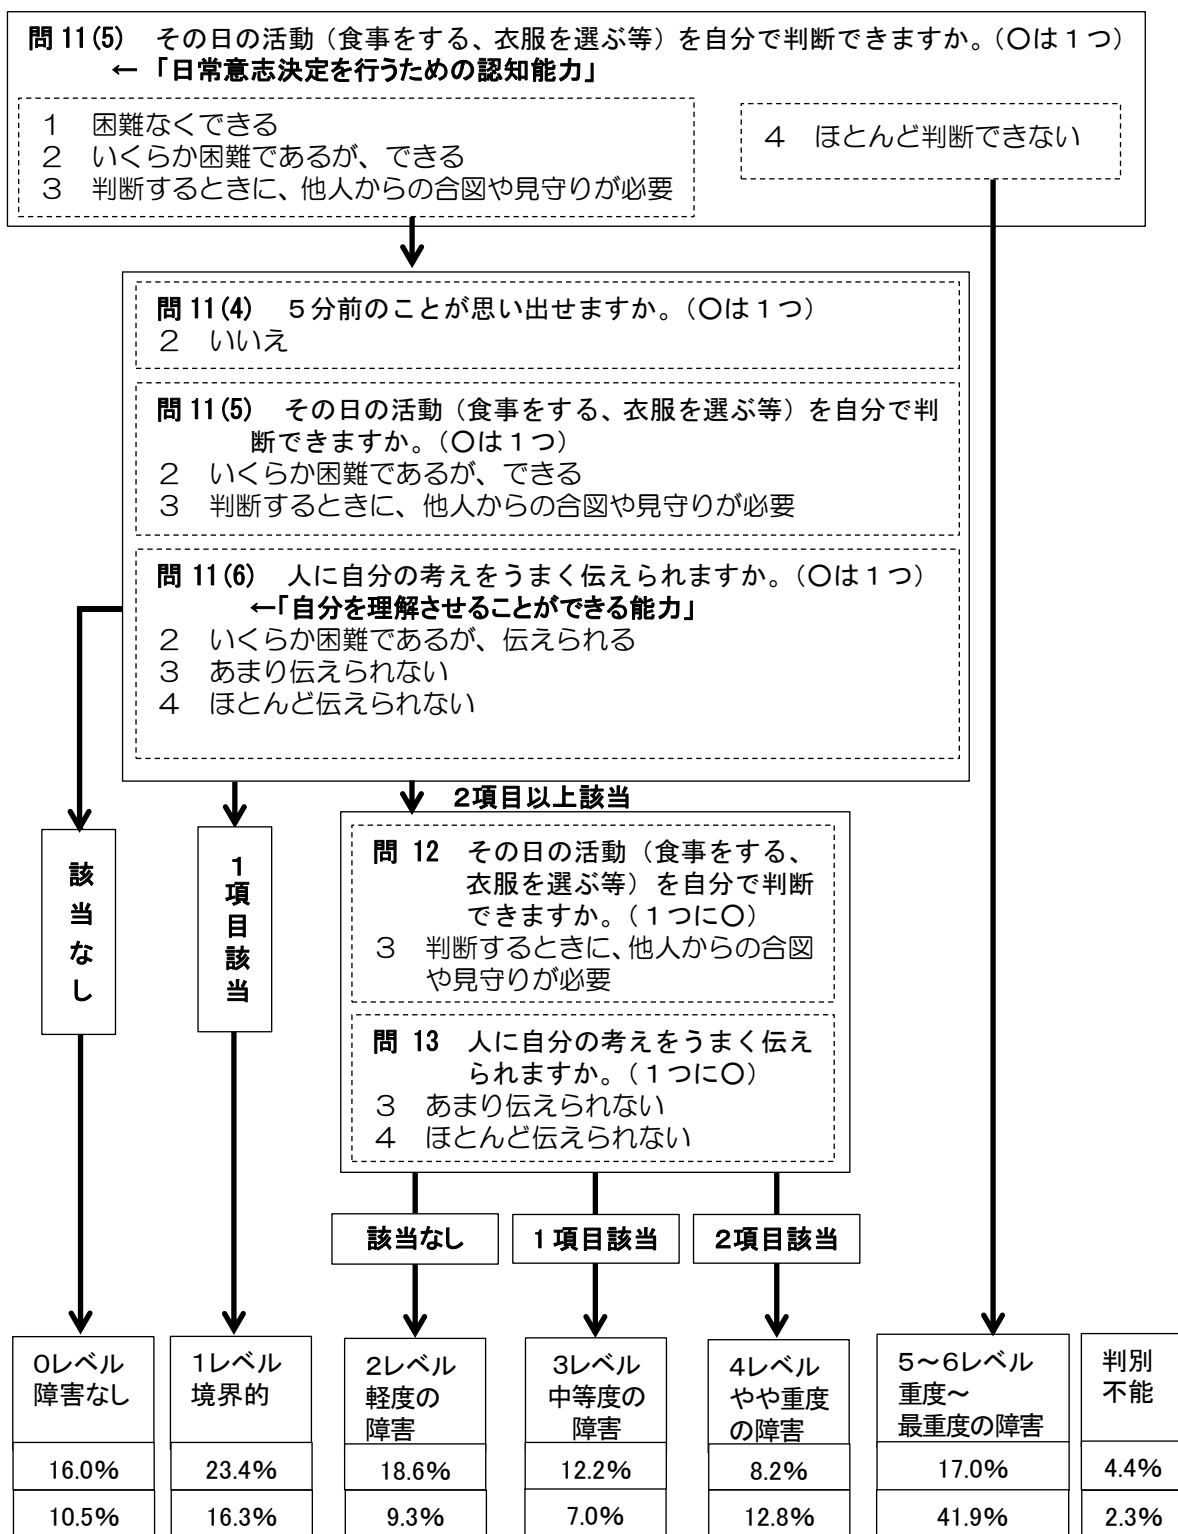 問11(5) その日の活動（食事をする、衣服を選ぶ等）を自分で判断できますか。（〇は１つ）
← 「日常意志決定を行うための認知能力」
１ 困難なくできる
２ いくらか困難であるが、できる
３ 判断するときに、他人からの合図や見守りが必要
４ ほとんど判断できない
問11(4) ５分前のことが思い出せますか。（〇は１つ）
２ いいえ
問11(5) その日の活動（食事をする、衣服を選ぶ等）を自分で判
断できますか。（〇は１つ）
２ いくらか困難であるが、できる
３ 判断するときに、他人からの合図や見守りが必要
問11(6) 人に自分の考えをうまく伝えられますか。（〇は１つ）
←「自分を理解させることができる能力」
２ いくらか困難であるが、伝えられる
３ あまり伝えられない
４ ほとんど伝えられない
該当なし
１項目該当
２項目以上該当
問 12 その日の活動（食事をする、
衣服を選ぶ等）を自分で判断
できますか。（１つに〇）
３ 判断するときに、他人からの合図
や見守りが必要
問 13 人に自分の考えをうまく伝え
られますか。（１つに〇）
３ あまり伝えられない
４ ほとんど伝えられない
該当なし
１項目該当
２項目該当
0レベル
障害なし
1レベル
境界的
2レベル
軽度の
障害
3レベル
中等度の
障害
4レベル
やや重度
の障害
5～6レベル
重度～
最重度の障害
判別
不能
16.0% 23.4% 18.6% 12.2% 8.2% 17.0% 4.4%
10.5% 16.3% 9.3% 7.0% 12.8% 41.9% 2.3%